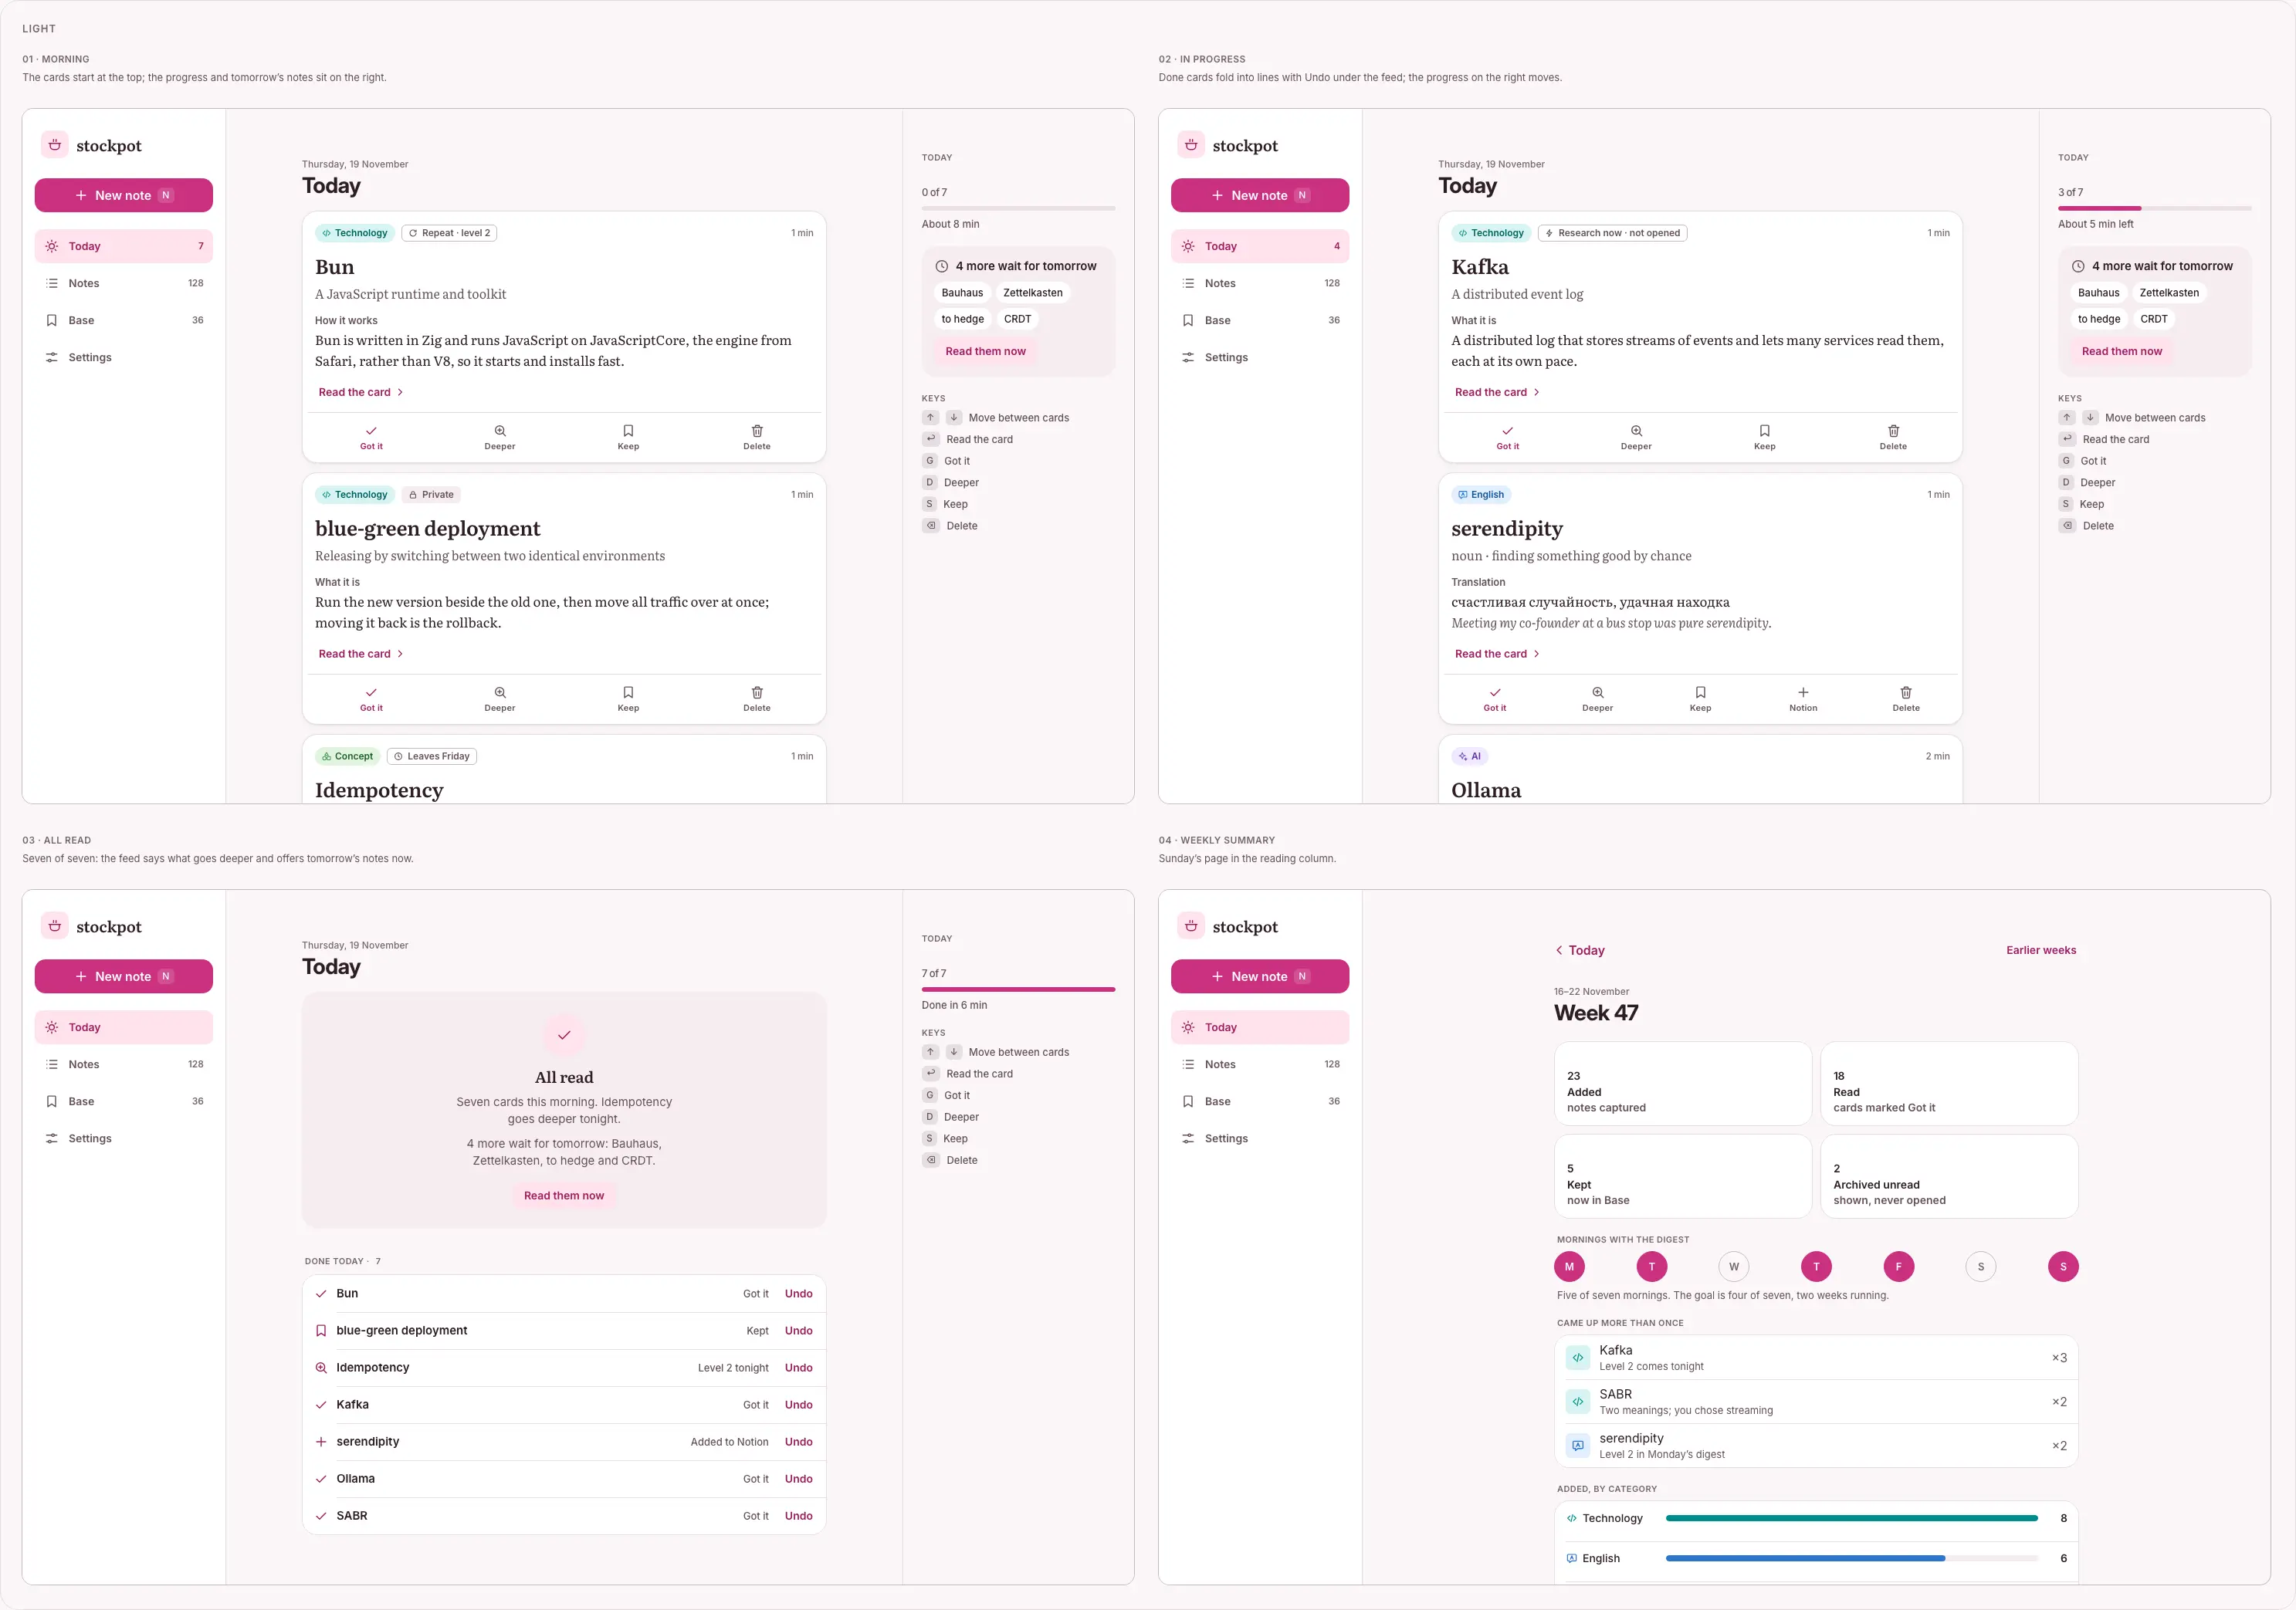 LIGHT
01 · MORNING
The cards start at the top; the progress and tomorrow’s notes sit on the right.
stockpot
New note N
Today 7
Notes 128
Base 36
Settings
Thursday, 19 November
Today
Technology Repeat · level 2 1 min
Bun
A JavaScript runtime and toolkit
How it works
Bun is written in Zig and runs JavaScript on JavaScriptCore, the engine from
Safari, rather than V8, so it starts and installs fast.
Read the card
Got it Deeper Keep Delete
Technology Private 1 min
blue-green deployment
Releasing by switching between two identical environments
What it is
Run the new version beside the old one, then move all traffic over at once;
moving it back is the rollback.
Read the card
Got it Deeper Keep Delete
Concept Leaves Friday 1 min
Idempotency
TODAY
0 of 7
About 8 min
4 more wait for tomorrow
Bauhaus Zettelkasten
to hedge CRDT
Read them now
KEYS
↑ ↓ Move between cards
Read the card
G Got it
D Deeper
S Keep
Delete
02 · IN PROGRESS
Done cards fold into lines with Undo under the feed; the progress on the right moves.
stockpot
New note N
Today 4
Notes 128
Base 36
Settings
Thursday, 19 November
Today
Technology Research now · not opened 1 min
Kafka
A distributed event log
What it is
A distributed log that stores streams of events and lets many services read them,
each at its own pace.
Read the card
Got it Deeper Keep Delete
English 1 min
serendipity
noun · finding something good by chance
Translation
счастливая случайность, удачная находка
Meeting my co-founder at a bus stop was pure serendipity.
Read the card
Got it Deeper Keep Notion Delete
AI 2 min
Ollama
TODAY
3 of 7
About 5 min left
4 more wait for tomorrow
Bauhaus Zettelkasten
to hedge CRDT
Read them now
KEYS
↑ ↓ Move between cards
Read the card
G Got it
D Deeper
S Keep
Delete
03 · ALL READ
Seven of seven: the feed says what goes deeper and offers tomorrow’s notes now.
stockpot
New note N
Today
Notes 128
Base 36
Settings
Thursday, 19 November
Today
All read
Seven cards this morning. Idempotency
goes deeper tonight.
4 more wait for tomorrow: Bauhaus,
Zettelkasten, to hedge and CRDT.
Read them now
DONE TODAY · 7
Bun Got it Undo
blue-green deployment Kept Undo
Idempotency Level 2 tonight Undo
Kafka Got it Undo
serendipity Added to Notion Undo
Ollama Got it Undo
SABR Got it Undo
TODAY
7 of 7
Done in 6 min
KEYS
↑ ↓ Move between cards
Read the card
G Got it
D Deeper
S Keep
Delete
04 · WEEKLY SUMMARY
Sunday’s page in the reading column.
stockpot
New note N
Today
Notes 128
Base 36
Settings
Today Earlier weeks
16–22 November
Week 47
23
Added
notes captured
18
Read
cards marked Got it
5
Kept
now in Base
2
Archived unread
shown, never opened
MORNINGS WITH THE DIGEST
M T W T F S S
Five of seven mornings. The goal is four of seven, two weeks running.
CAME UP MORE THAN ONCE
Kafka ×3
Level 2 comes tonight
SABR ×2
Two meanings; you chose streaming
serendipity ×2
Level 2 in Monday’s digest
ADDED, BY CATEGORY
Technology 8
English 6